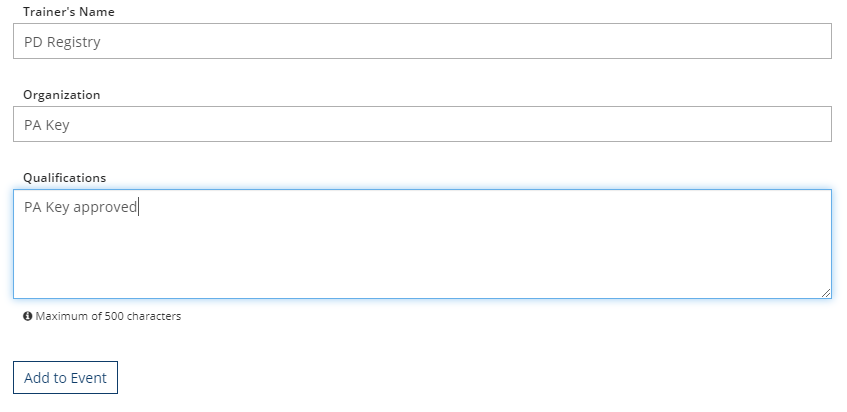 Trainer's Name
PD Registry
Organization
PA Key
Qualifications
PA Key approved
Maximum of 500 characters
Add to Event